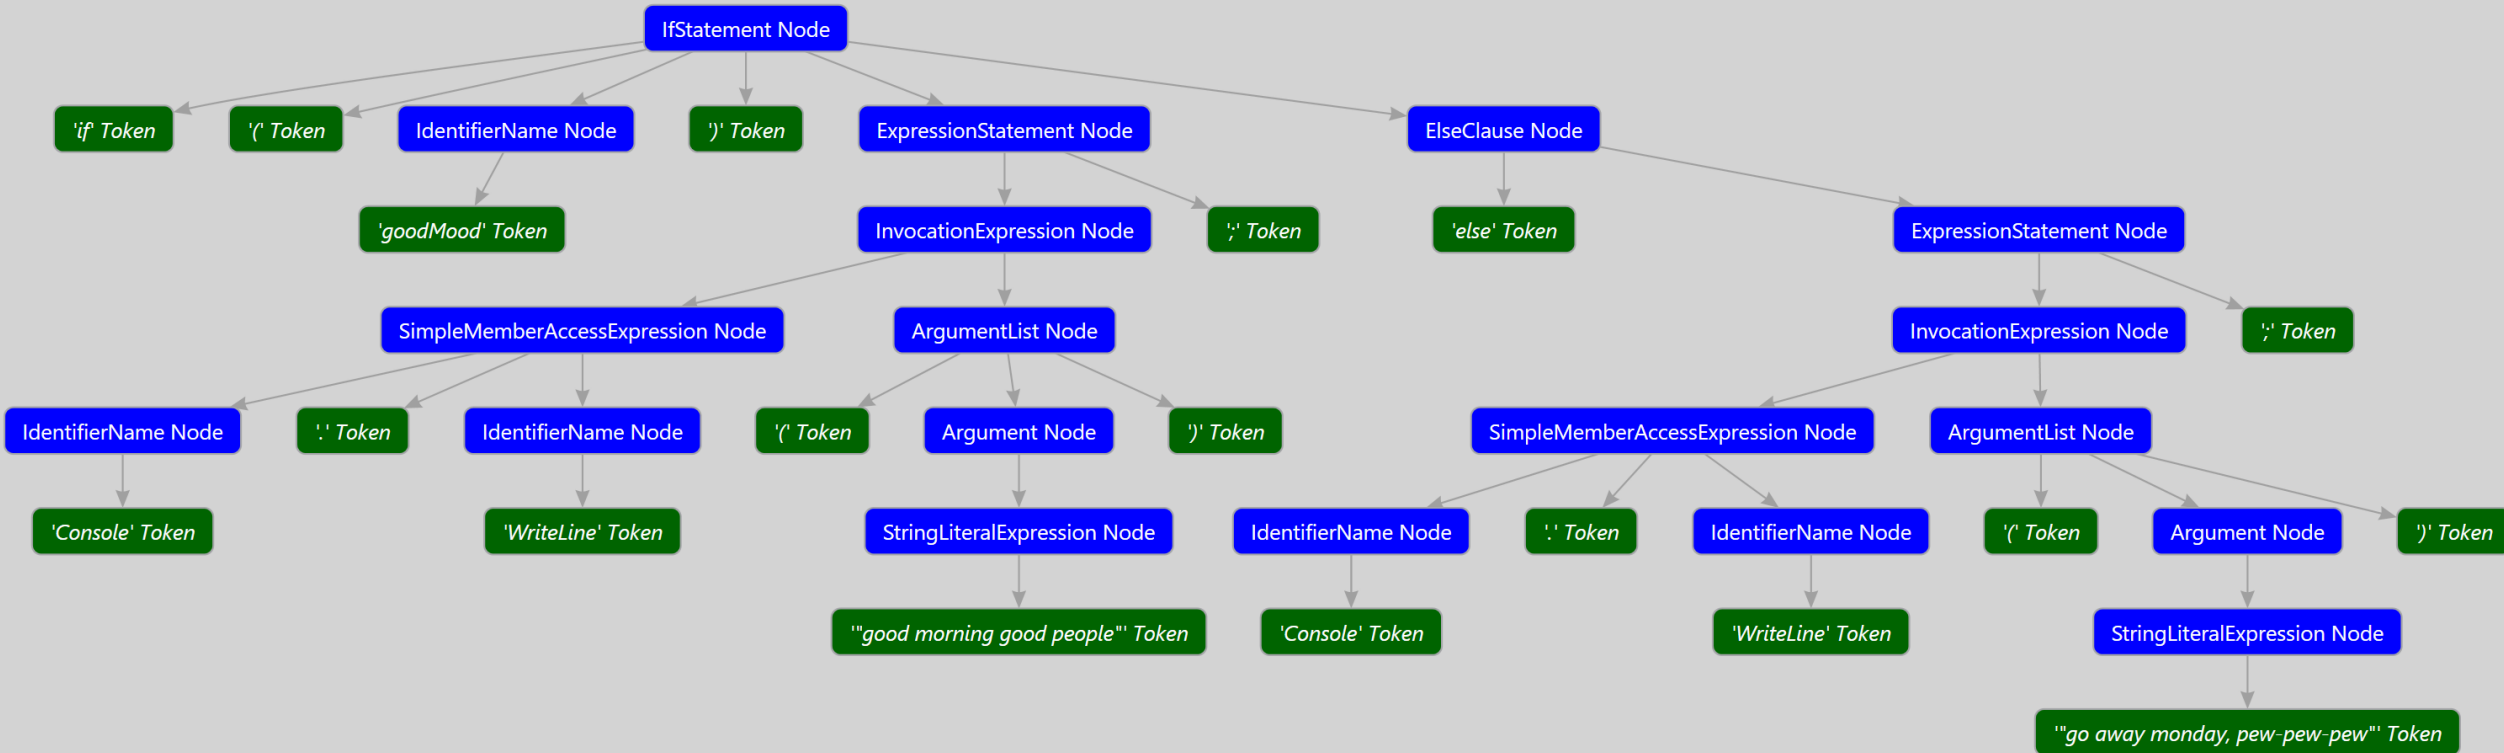 IfStatement Node
'if' Token
'(' Token
IdentifierName Node
')' Token
ExpressionStatement Node
ElseClause Node
'goodMood' Token
InvocationExpression Node
';' Token
'else' Token
ExpressionStatement Node
SimpleMemberAccessExpression Node
ArgumentList Node
InvocationExpression Node
';' Token
IdentifierName Node
'.' Token
IdentifierName Node
'(' Token
Argument Node
')' Token
SimpleMemberAccessExpression Node
ArgumentList Node
'Console' Token
'WriteLine' Token
StringLiteralExpression Node
IdentifierName Node
'.' Token
IdentifierName Node
'(' Token
Argument Node
')' Token
'"good morning good people"' Token
'Console' Token
'WriteLine' Token
StringLiteralExpression Node
'"go away monday, pew-pew-pew"' Token